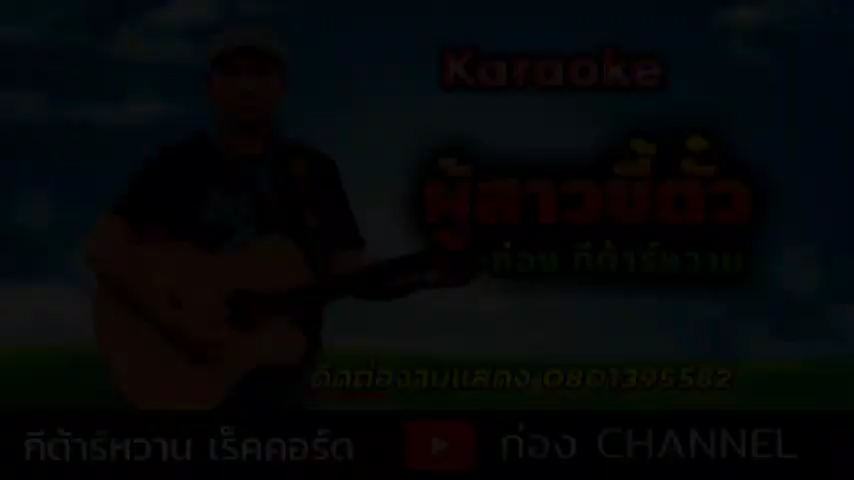 Karaoke
ผู้สาวขี้ตั๋ว
ก่อง กีต้าร์หวาน
ติดต่องานแสดง 0801395582
กีต้าร์หวาน เร็คคอร์ด
ก่อง CHANNEL